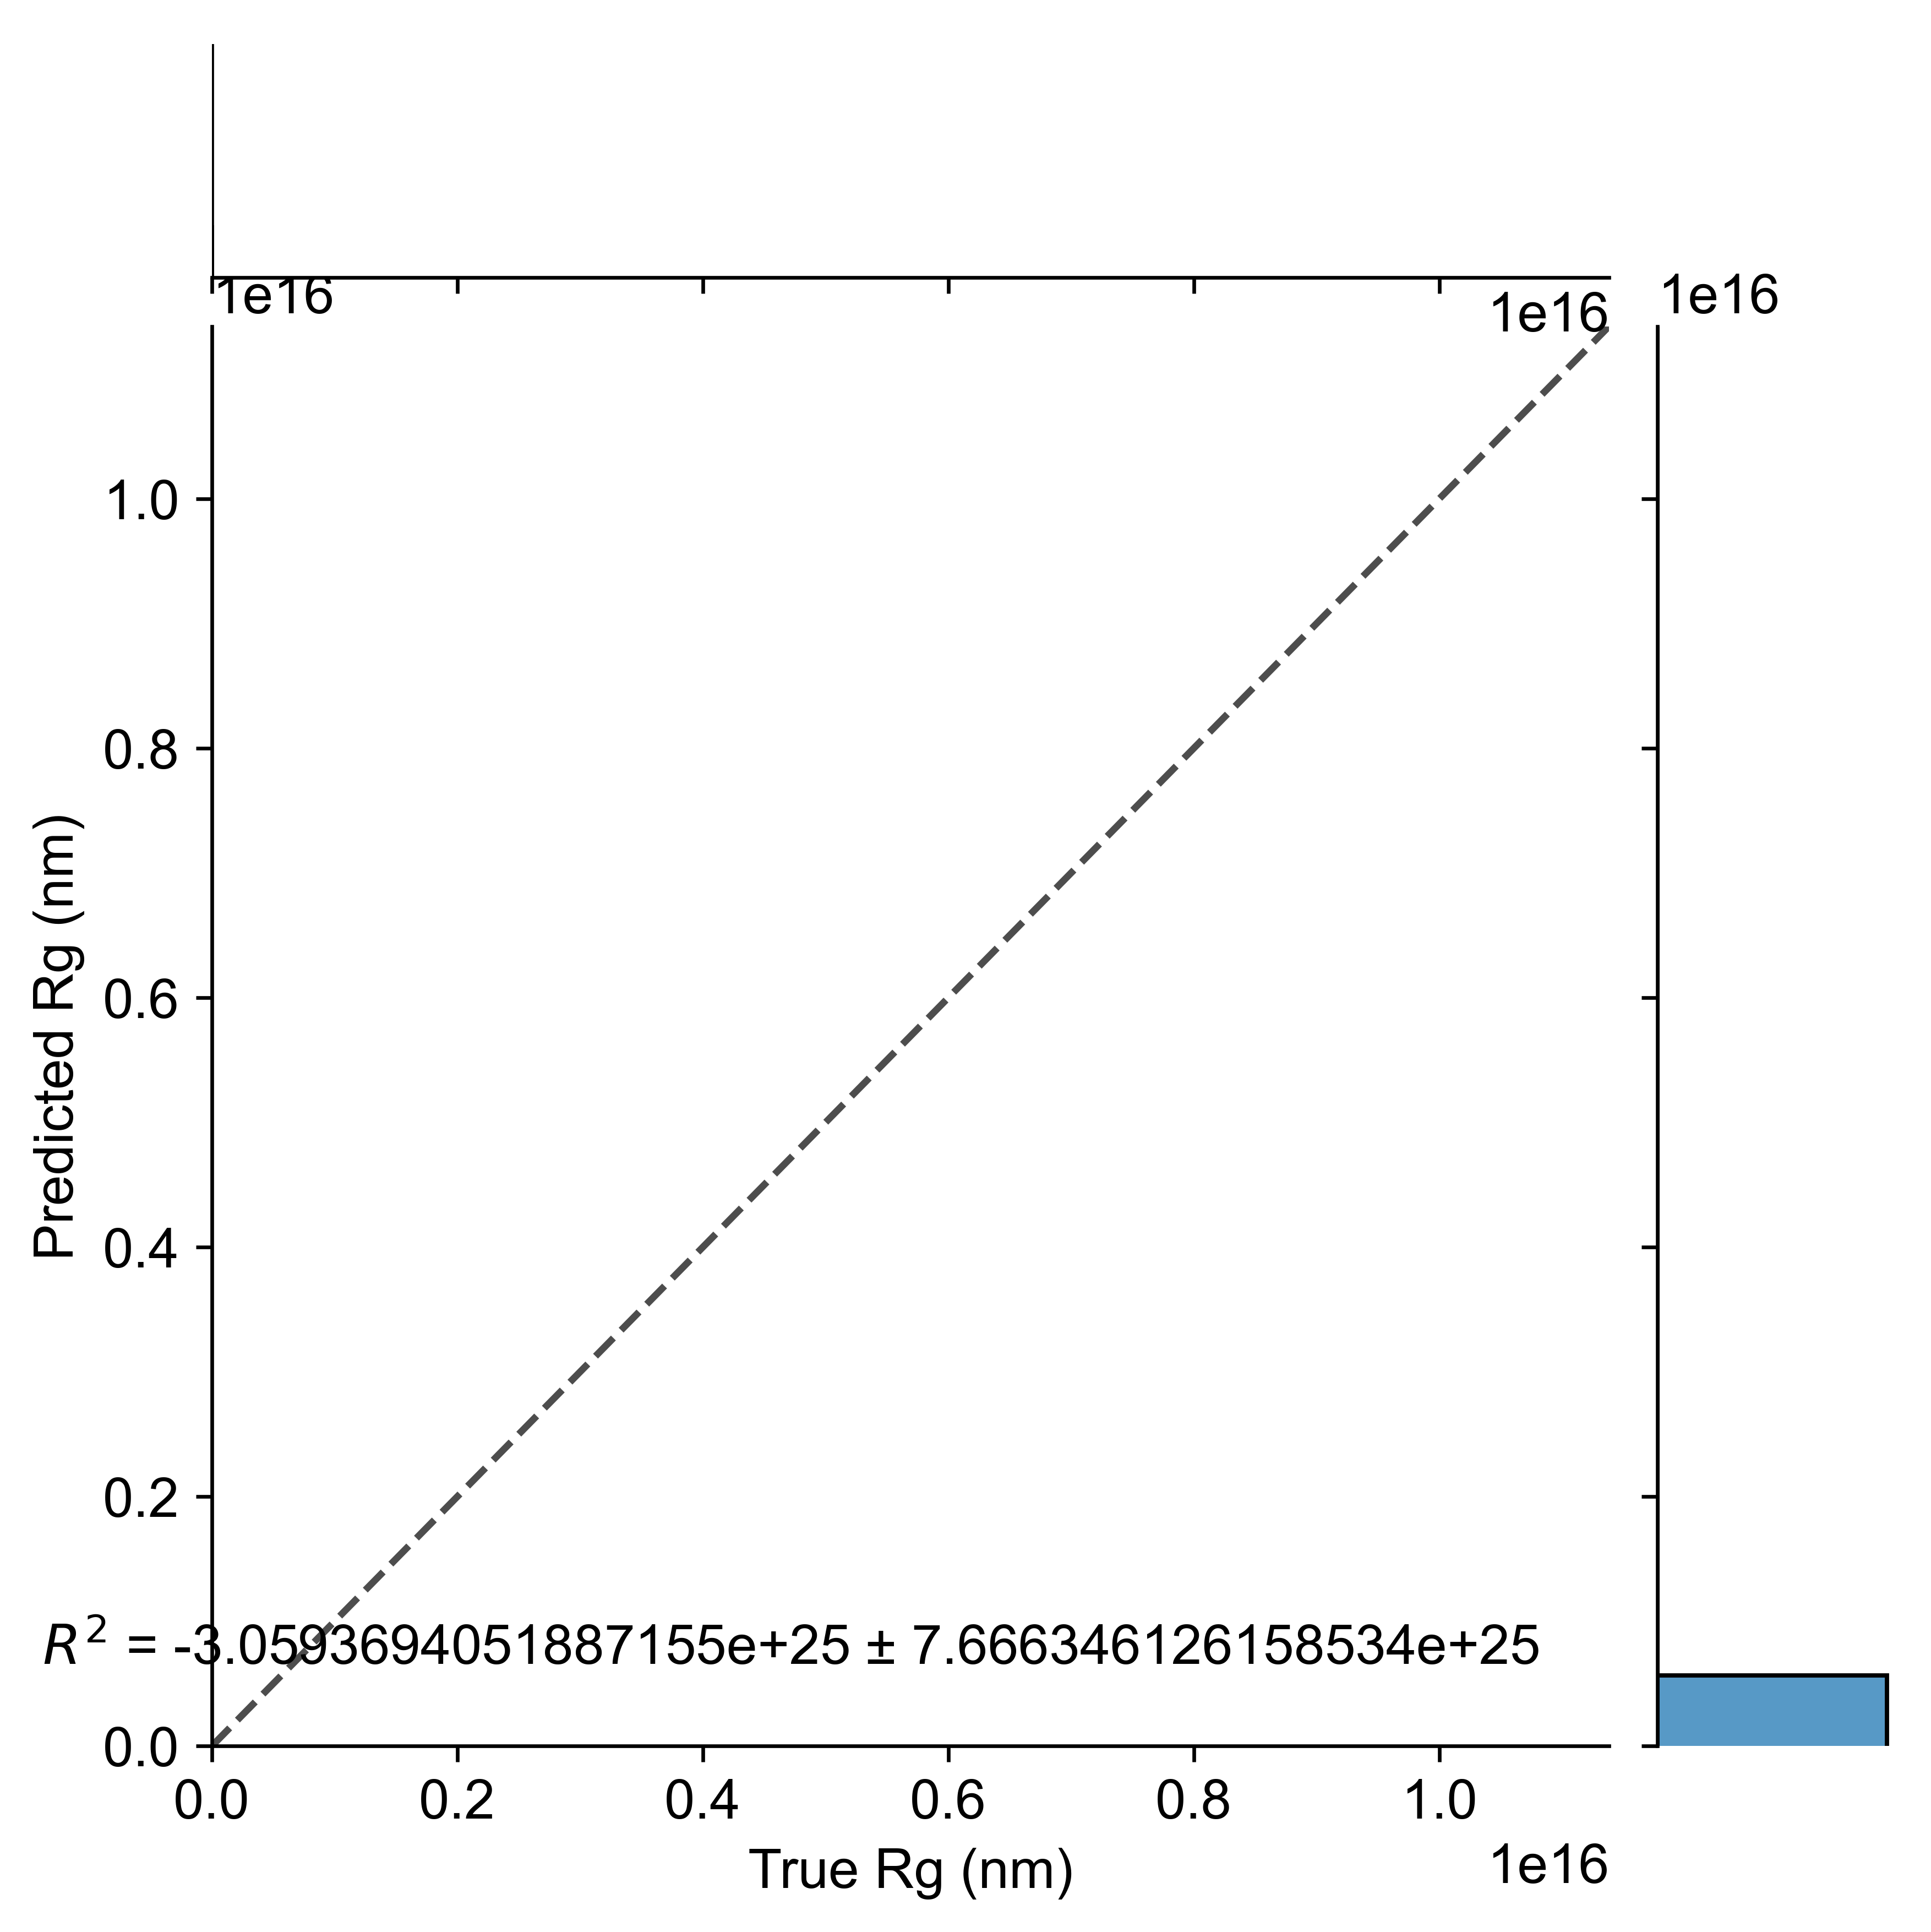 1e16
1e16
1e16
1.0
0.8
0.6
0.4
0.2
0.0
Predicted Rg (nm)
R² = -3.0593694051887155e+25 ± 7.666346126158534e+25
0.0 0.2 0.4 0.6 0.8 1.0
True Rg (nm)
1e16